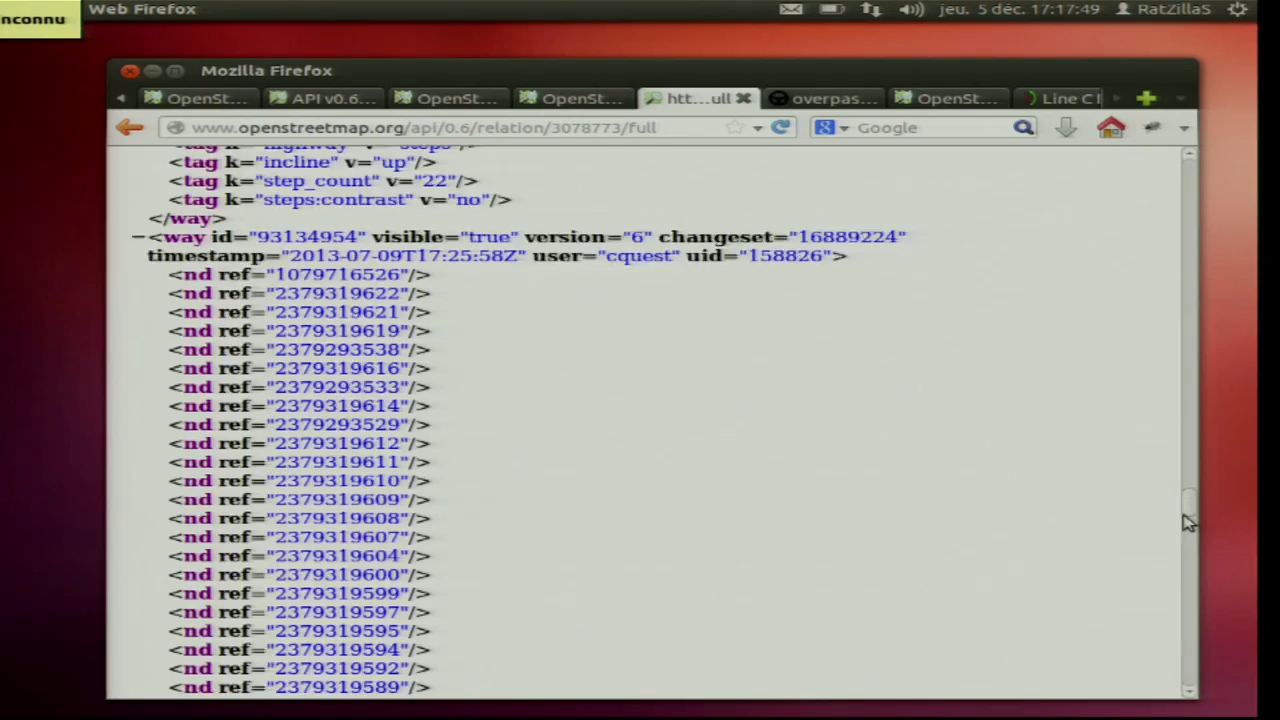 nconnu
Web Firefox
jeu. 5 déc. 17:17:49 RatZillaS
Mozilla Firefox
OpenSt... API v0.6... OpenSt... OpenSt... htt...ull overpas... OpenSt... Line C
www.openstreetmap.org/api/0.6/relation/3078773/full Google
<tag k="highway" v="steps"/>
<tag k="incline" v="up"/>
<tag k="step_count" v="22"/>
<tag k="steps:contrast" v="no"/>
</way>
−<way id="93134954" visible="true" version="6" changeset="16889224"
timestamp="2013-07-09T17:25:58Z" user="cquest" uid="158826">
<nd ref="1079716526"/>
<nd ref="2379319622"/>
<nd ref="2379319621"/>
<nd ref="2379319619"/>
<nd ref="2379293538"/>
<nd ref="2379319616"/>
<nd ref="2379293533"/>
<nd ref="2379319614"/>
<nd ref="2379293529"/>
<nd ref="2379319612"/>
<nd ref="2379319611"/>
<nd ref="2379319610"/>
<nd ref="2379319609"/>
<nd ref="2379319608"/>
<nd ref="2379319607"/>
<nd ref="2379319604"/>
<nd ref="2379319600"/>
<nd ref="2379319599"/>
<nd ref="2379319597"/>
<nd ref="2379319595"/>
<nd ref="2379319594"/>
<nd ref="2379319592"/>
<nd ref="2379319589"/>